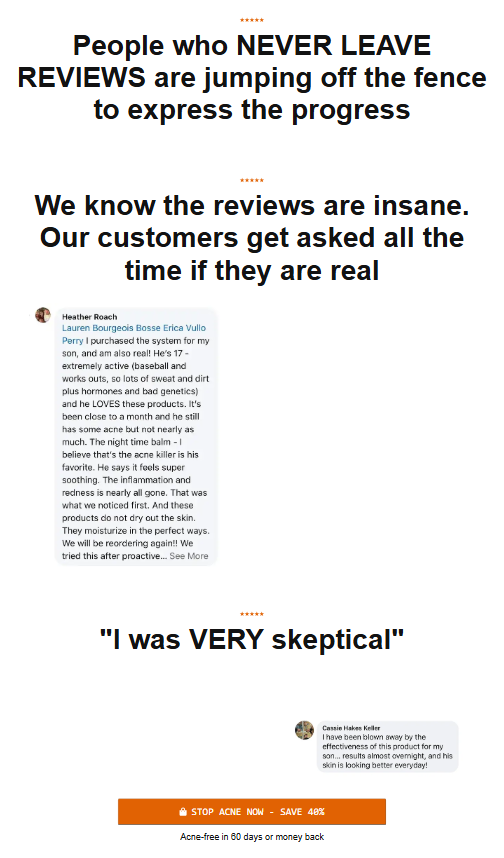 ★★★★★
People who NEVER LEAVE
REVIEWS are jumping off the fence
to express the progress
★★★★★
We know the reviews are insane.
Our customers get asked all the
time if they are real
Heather Roach
Lauren Bourgeois Bosse Erica Vullo
Perry I purchased the system for my
son, and am also real! He's 17 -
extremely active (baseball and
works outs, so lots of sweat and dirt
plus hormones and bad genetics)
and he LOVES these products. It's
been close to a month and he still
has some acne but not nearly as
much. The night time balm - I
believe that's the acne killer is his
favorite. He says it feels super
soothing. The inflammation and
redness is nearly all gone. That was
what we noticed first. And these
products do not dry out the skin.
They moisturize in the perfect ways.
We will be reordering again!! We
tried this after proactive... See More
★★★★★
"I was VERY skeptical"
Cassie Hakes Keller
I have been blown away by the
effectiveness of this product for my
son... results almost overnight, and his
skin is looking better everyday!
STOP ACNE NOW - SAVE 40%
Acne-free in 60 days or money back